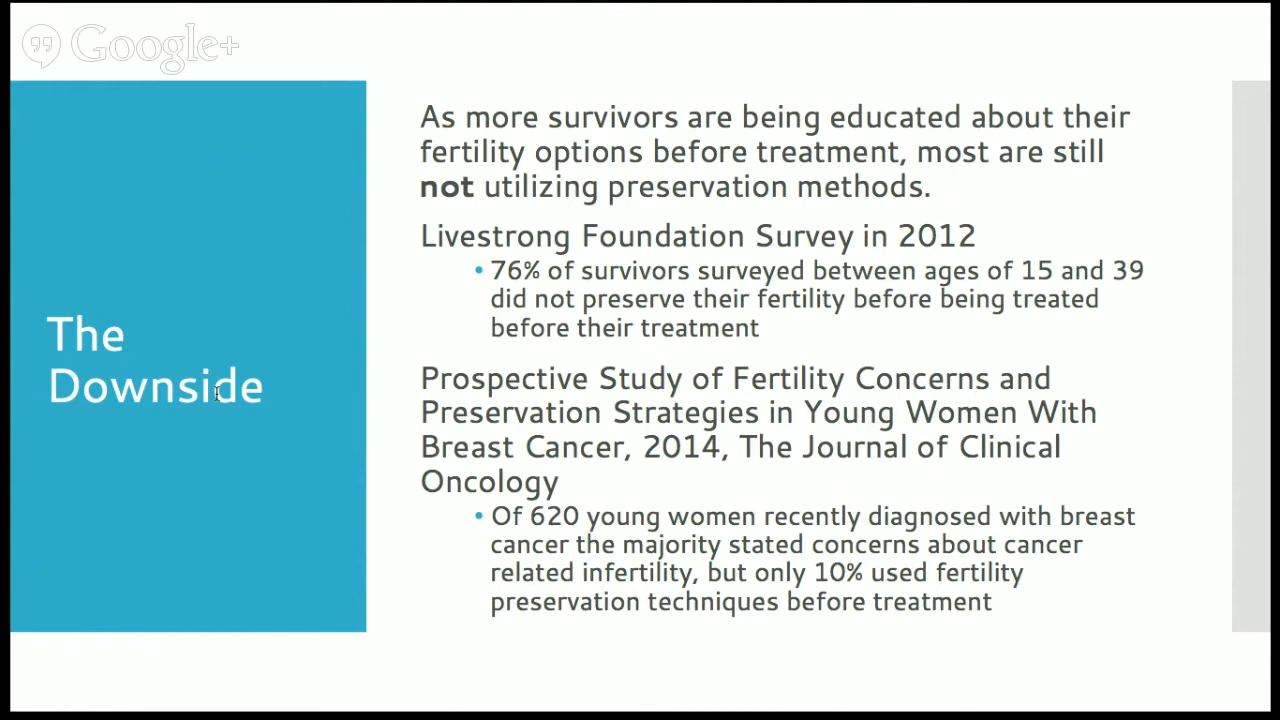 Google+
The
Downside
As more survivors are being educated about their
fertility options before treatment, most are still
not utilizing preservation methods.
Livestrong Foundation Survey in 2012
• 76% of survivors surveyed between ages of 15 and 39
did not preserve their fertility before being treated
before their treatment
Prospective Study of Fertility Concerns and
Preservation Strategies in Young Women With
Breast Cancer, 2014, The Journal of Clinical
Oncology
• Of 620 young women recently diagnosed with breast
cancer the majority stated concerns about cancer
related infertility, but only 10% used fertility
preservation techniques before treatment